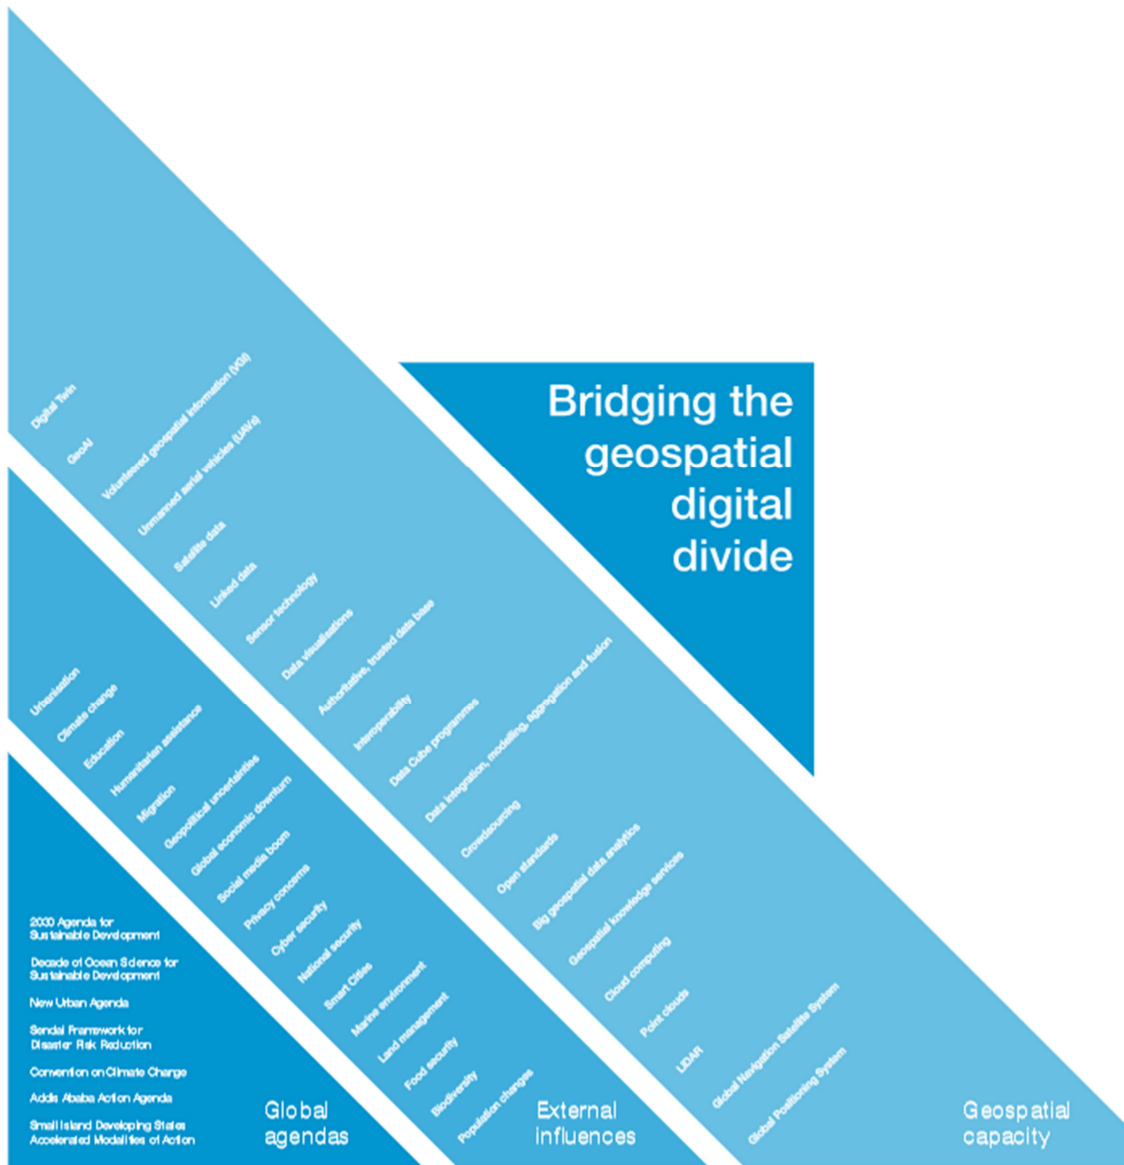 Bridging the
geospatial
digital
divide
Digital Twin
GeoAI
Volunteered geospatial information (VGI)
Unmanned aerial vehicles (UAVs)
Satellite data
Linked data
Sensor technology
Data visualisations
Authoritative, trusted data base
Interoperability
Data Cube programmes
Data integration, modelling, aggregation and fusion
Crowdsourcing
Open standards
Big geospatial data analytics
Geospatial knowledge services
Cloud computing
Point clouds
LiDAR
Global Navigation Satellite System
Global Positioning System
Geospatial
capacity
Urbanisation
Climate change
Education
Humanitarian assistance
Migration
Geopolitical uncertainties
Global economic downturn
Social media boom
Privacy concerns
Cyber security
National security
Smart Cities
Marine environment
Land management
Food security
Biodiversity
Population changes
External
influences
2030 Agenda for
Sustainable Development
Decade of Ocean Science for
Sustainable Development
New Urban Agenda
Sendai Framework for
Disaster Risk Reduction
Convention on Climate Change
Addis Ababa Action Agenda
Small Island Developing States
Accelerated Modalities of Action
Global
agendas